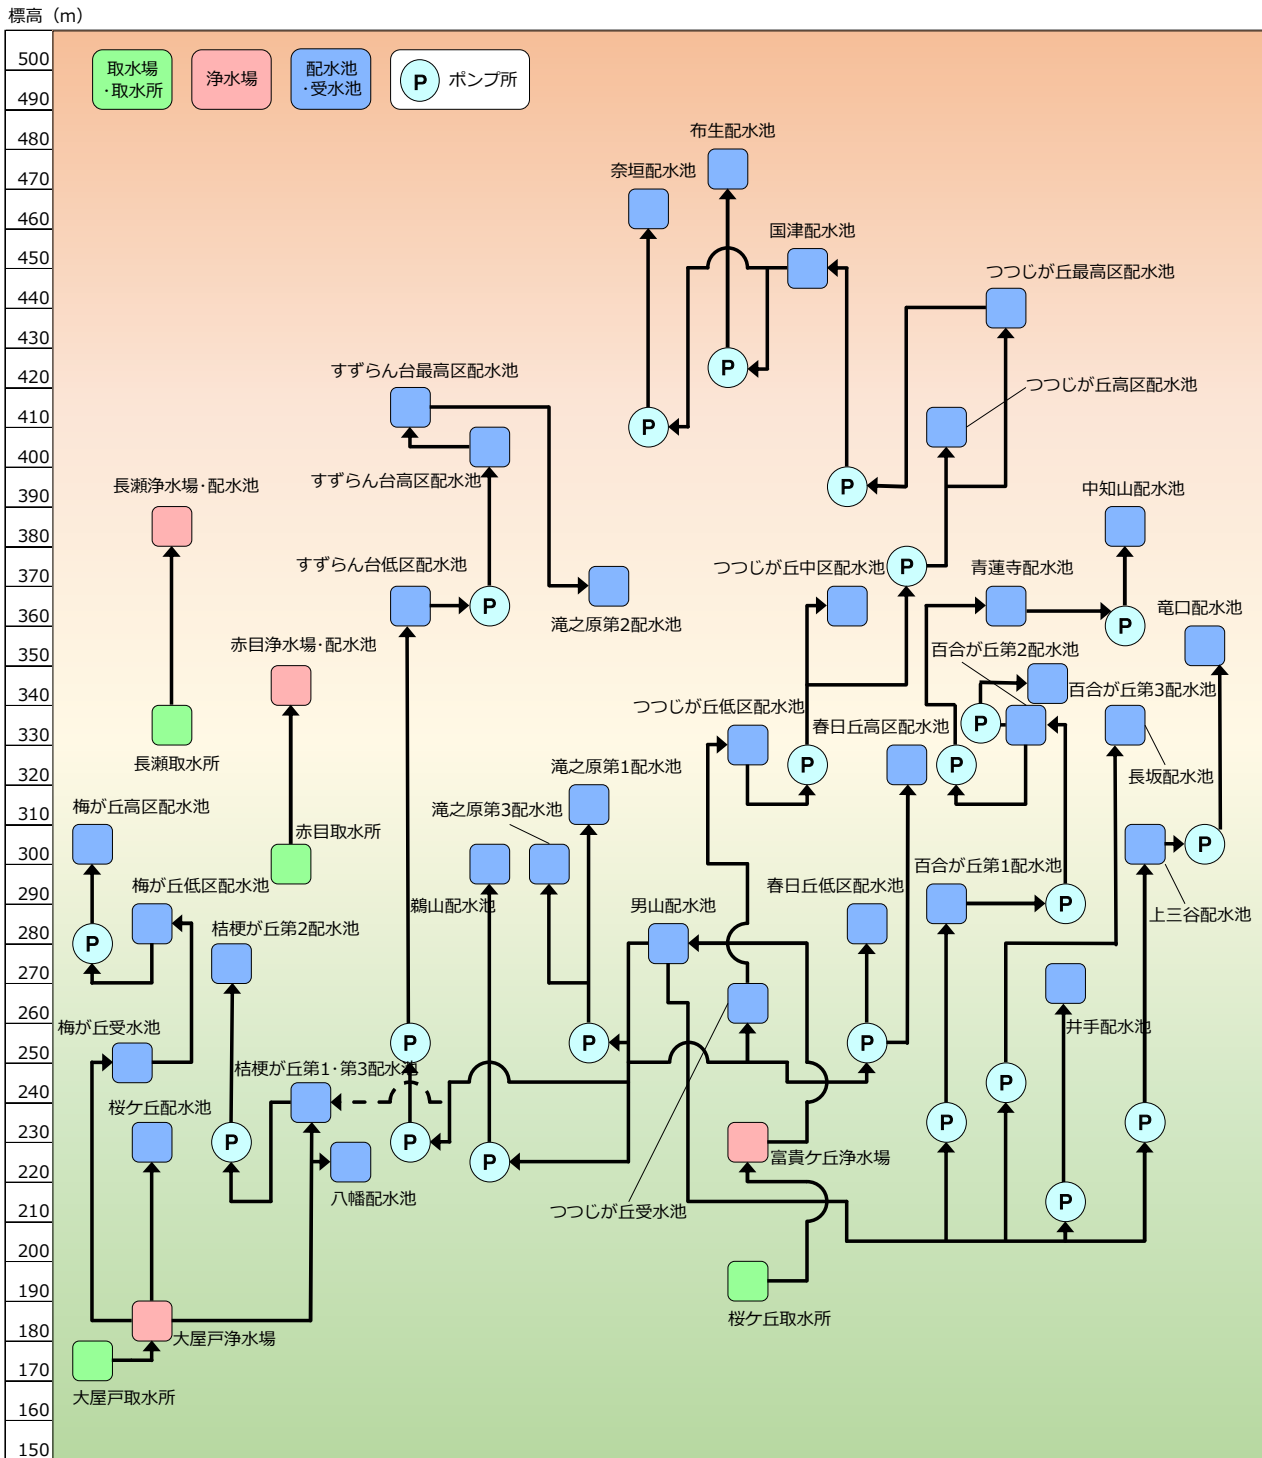 標高（m）
500
490
480
470
460
450
440
430
420
410
400
390
380
370
360
350
340
330
320
310
300
290
280
270
260
250
240
230
220
210
200
190
180
170
160
150
取水場
・取水所
浄水場
配水池
・受水池
P
ポンプ所
布生配水池
奈垣配水池
国津配水池
つつじが丘最高区配水池
P
すずらん台最高区配水池
つつじが丘高区配水池
P
すずらん台高区配水池
長瀬浄水場・配水池
P
中知山配水池
すずらん台低区配水池
つつじが丘中区配水池
P
青蓮寺配水池
P
滝之原第2配水池
P
竜口配水池
赤目浄水場・配水池
百合が丘第2配水池
百合が丘第3配水池
つつじが丘低区配水池
春日丘高区配水池
P
長瀬取水所
滝之原第1配水池
P
P
長坂配水池
梅が丘高区配水池
滝之原第3配水池
赤目取水所
P
梅が丘低区配水池
春日丘低区配水池
百合が丘第1配水池
鵜山配水池
男山配水池
P
上三谷配水池
桔梗が丘第2配水池
P
梅が丘受水池
P
P
P
井手配水池
桔梗が丘第1・第3配水池
P
桜ケ丘配水池
P
P
P
P
P
富貴ケ丘浄水場
八幡配水池
つつじが丘受水池
P
桜ケ丘取水所
大屋戸浄水場
大屋戸取水所